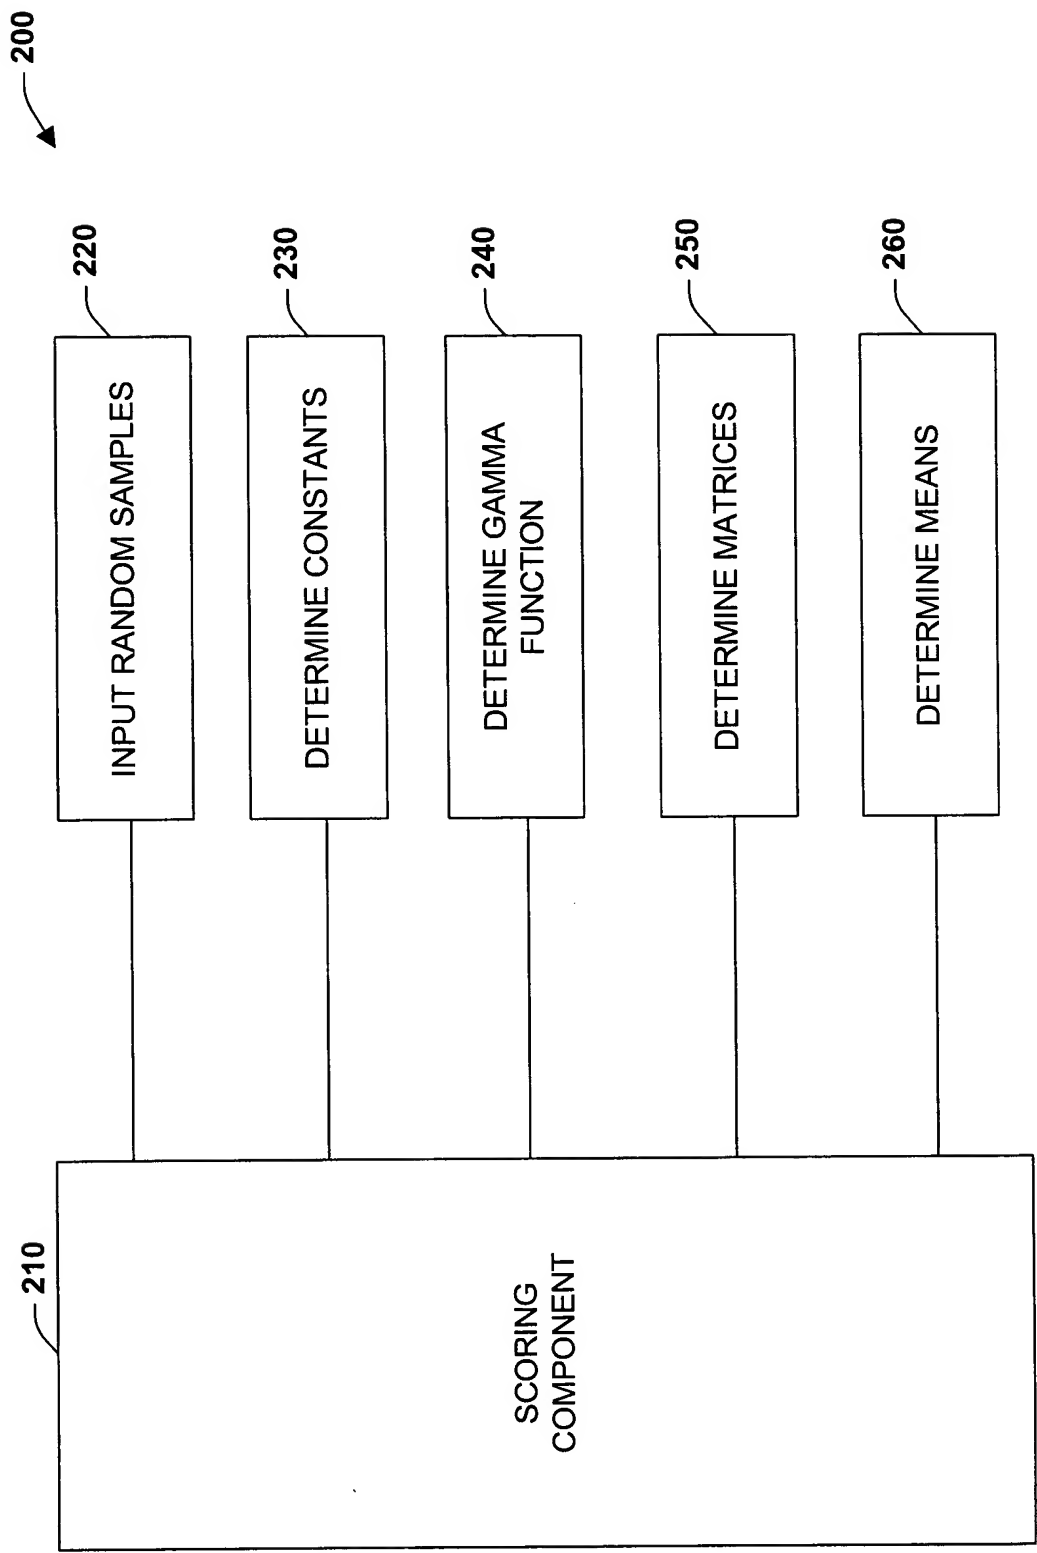 200
210
SCORING
COMPONENT
220
INPUT RANDOM SAMPLES
230
DETERMINE CONSTANTS
240
DETERMINE GAMMA
FUNCTION
250
DETERMINE MATRICES
260
DETERMINE MEANS